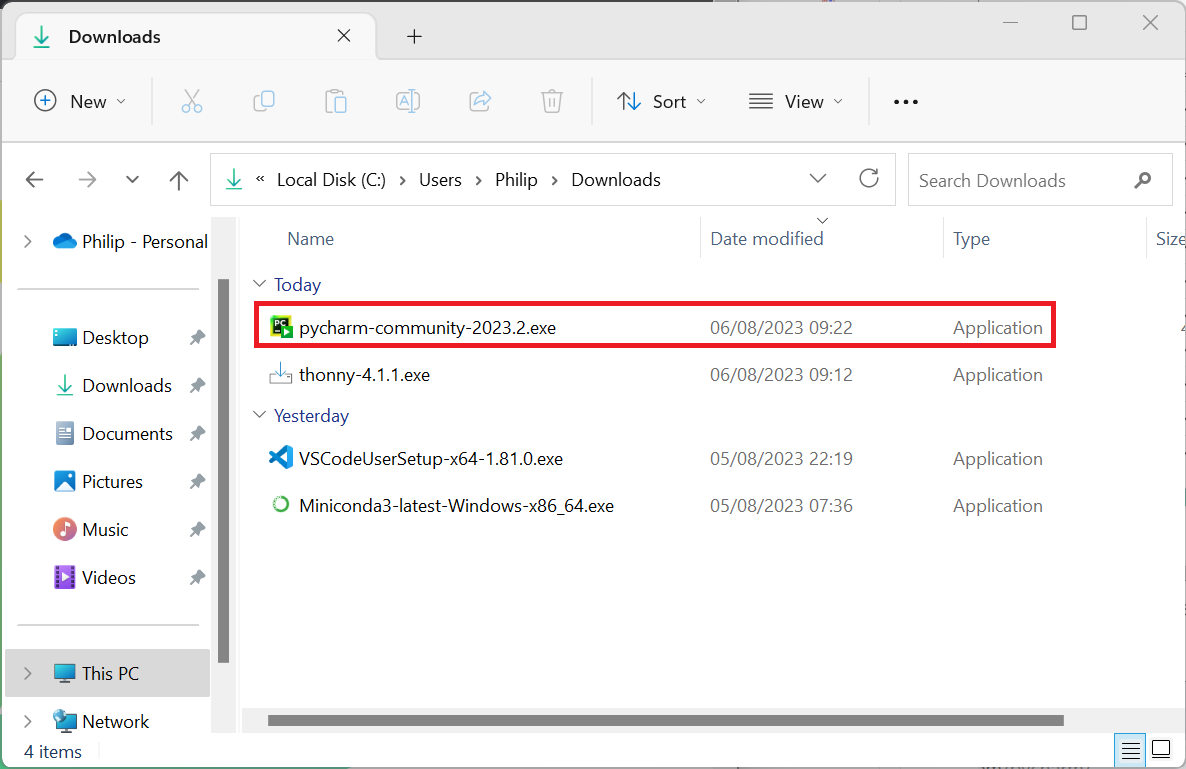 Downloads
New Sort View
« Local Disk (C:) > Users > Philip > Downloads
Search Downloads
Philip - Personal
Desktop
Downloads
Documents
Pictures
Music
Videos
This PC
Network
Name Date modified Type Size
Today
PC pycharm-community-2023.2.exe 06/08/2023 09:22 Application
thonny-4.1.1.exe 06/08/2023 09:12 Application
Yesterday
VSCodeUserSetup-x64-1.81.0.exe 05/08/2023 22:19 Application
Miniconda3-latest-Windows-x86_64.exe 05/08/2023 07:36 Application
4 items